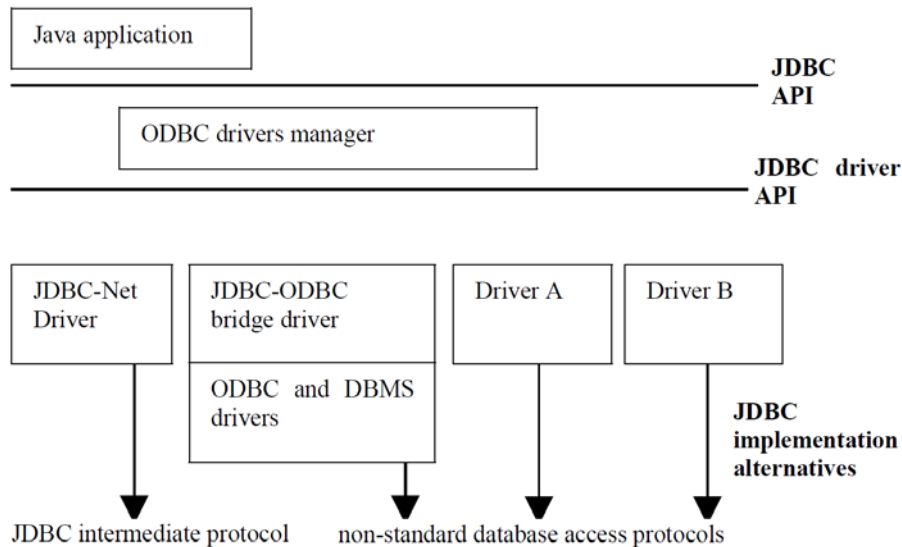 Java application
JDBC
API
ODBC drivers manager
JDBC driver
API
JDBC-Net
Driver
JDBC-ODBC
bridge driver
Driver A
Driver B
ODBC and DBMS
drivers
JDBC
implementation
alternatives
JDBC intermediate protocol
non-standard database access protocols